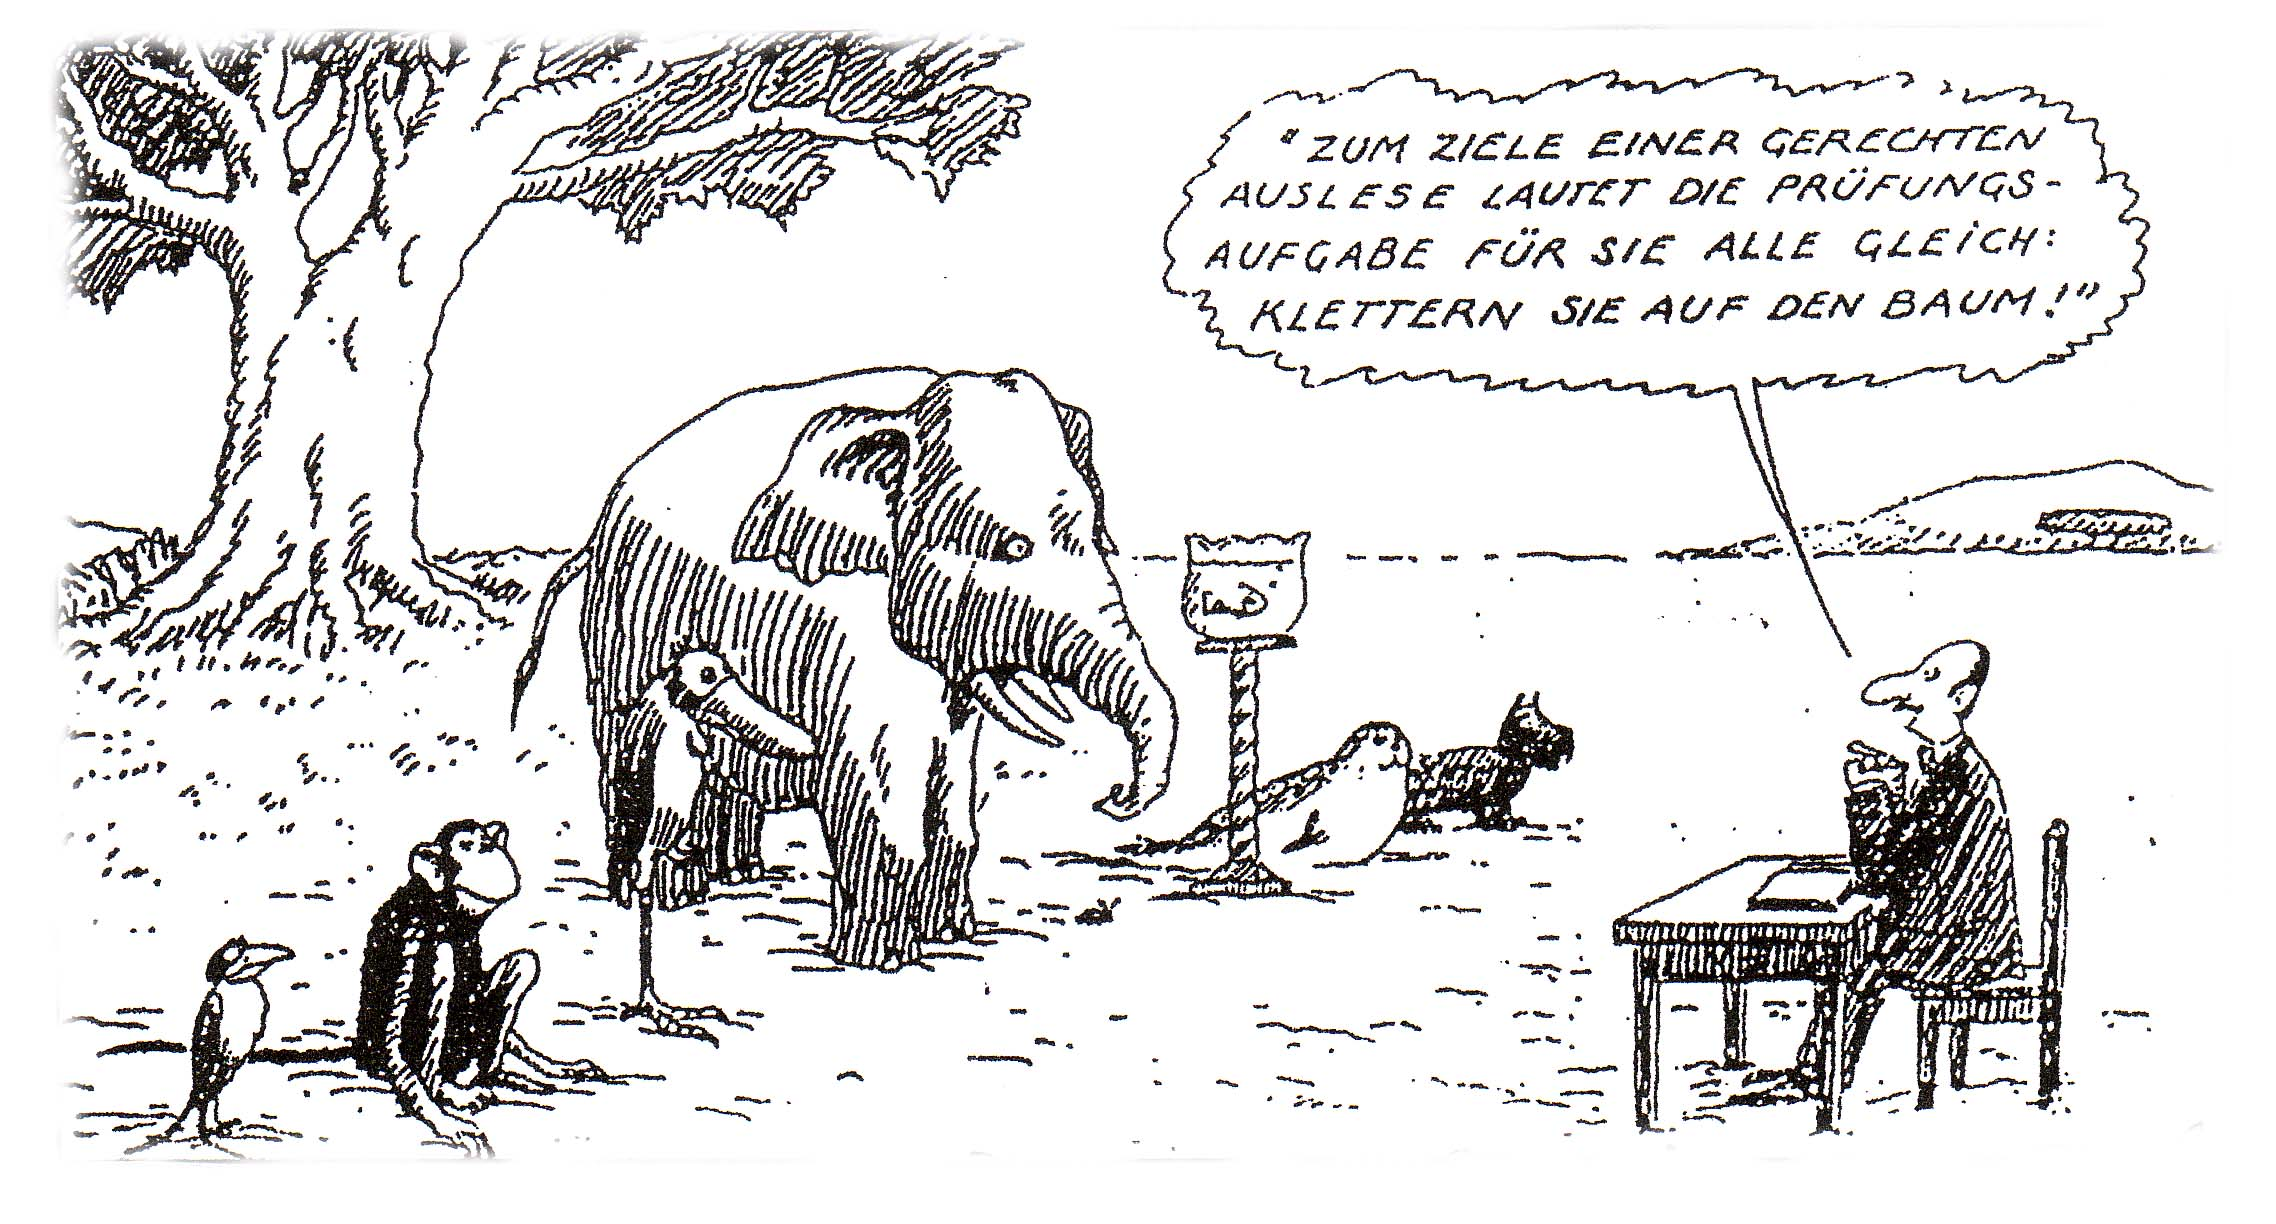 "ZUM ZIELE EINER GERECHTEN
AUSLESE LAUTET DIE PRÜFUNGS-
AUFGABE FÜR SIE ALLE GLEICH:
KLETTERN SIE AUF DEN BAUM!"